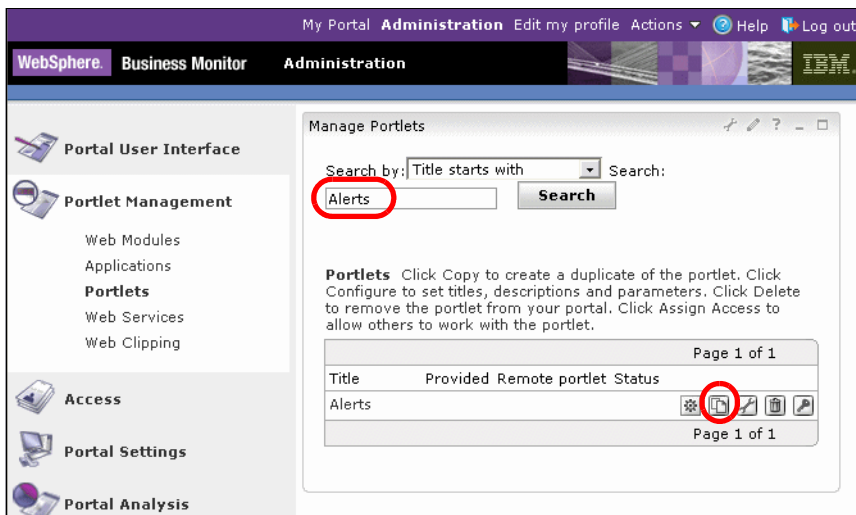 My Portal Administration Edit my profile Actions Help Log out
WebSphere. Business Monitor Administration IBM.
Portal User Interface
Portlet Management
Web Modules
Applications
Portlets
Web Services
Web Clipping
Access
Portal Settings
Portal Analysis
Manage Portlets
Search by: Title starts with Search:
Alerts Search
Portlets Click Copy to create a duplicate of the portlet. Click
Configure to set titles, descriptions and parameters. Click Delete
to remove the portlet from your portal. Click Assign Access to
allow others to work with the portlet.
Page 1 of 1
Title Provided Remote portlet Status
Alerts
Page 1 of 1